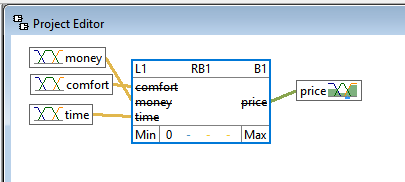 Project Editor
money
comfort
time
L1 RB1 B1
comfort
money price
time
Min 0 - - - Max
price